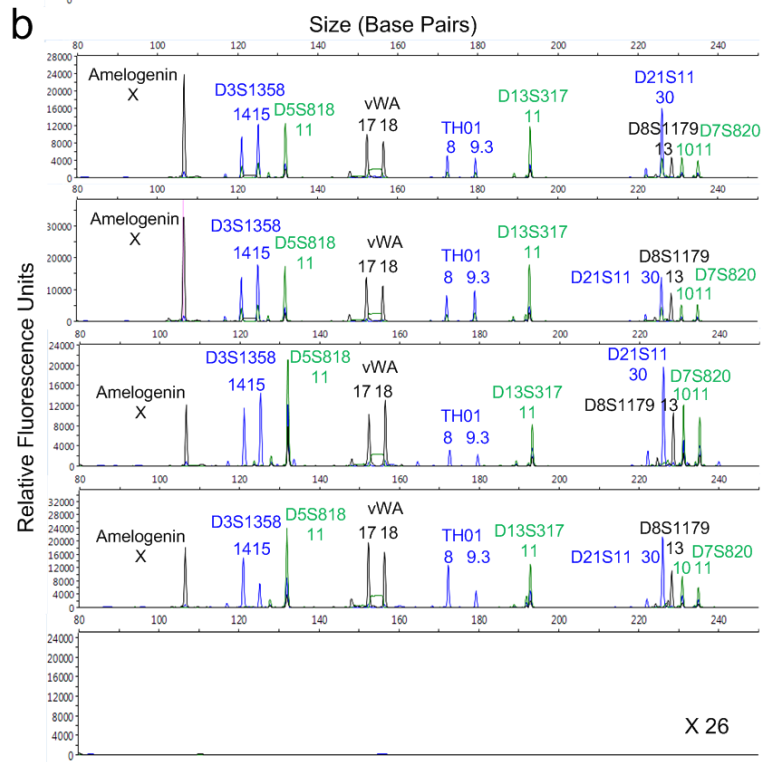 b
Size (Base Pairs)
Relative Fluorescence Units
80 100 120 140 160 180 200 220 240
28000
24000
20000
16000
12000
8000
4000
0
Amelogenin
X
D3S1358
1415
D5S818
11
vWA
17 18
TH01
8 9.3
D13S317
11
D21S11
30
D8S1179
13
D7S820
1011
80 100 120 140 160 180 200 220 240
30000
20000
10000
0
Amelogenin
X
D3S1358
1415
D5S818
11
vWA
17 18
TH01
8 9.3
D13S317
11
D21S11 30
D8S1179
13
D7S820
1011
80 100 120 140 160 180 200 220 240
24000
20000
16000
12000
8000
4000
0
Amelogenin
X
D3S1358
1415
D5S818
11
vWA
17 18
TH01
8 9.3
D13S317
11
D21S11
30
D8S1179 13
D7S820
1011
80 100 120 140 160 180 200 220 240
32000
28000
24000
20000
16000
12000
8000
4000
0
Amelogenin
X
D3S1358
1415
D5S818
11
vWA
17 18
TH01
8 9.3
D13S317
11
D21S11 30
D8S1179
13
D7S820
10 11
80 100 120 140 160 180 200 220 240
24000
20000
16000
12000
8000
4000
0
X 26